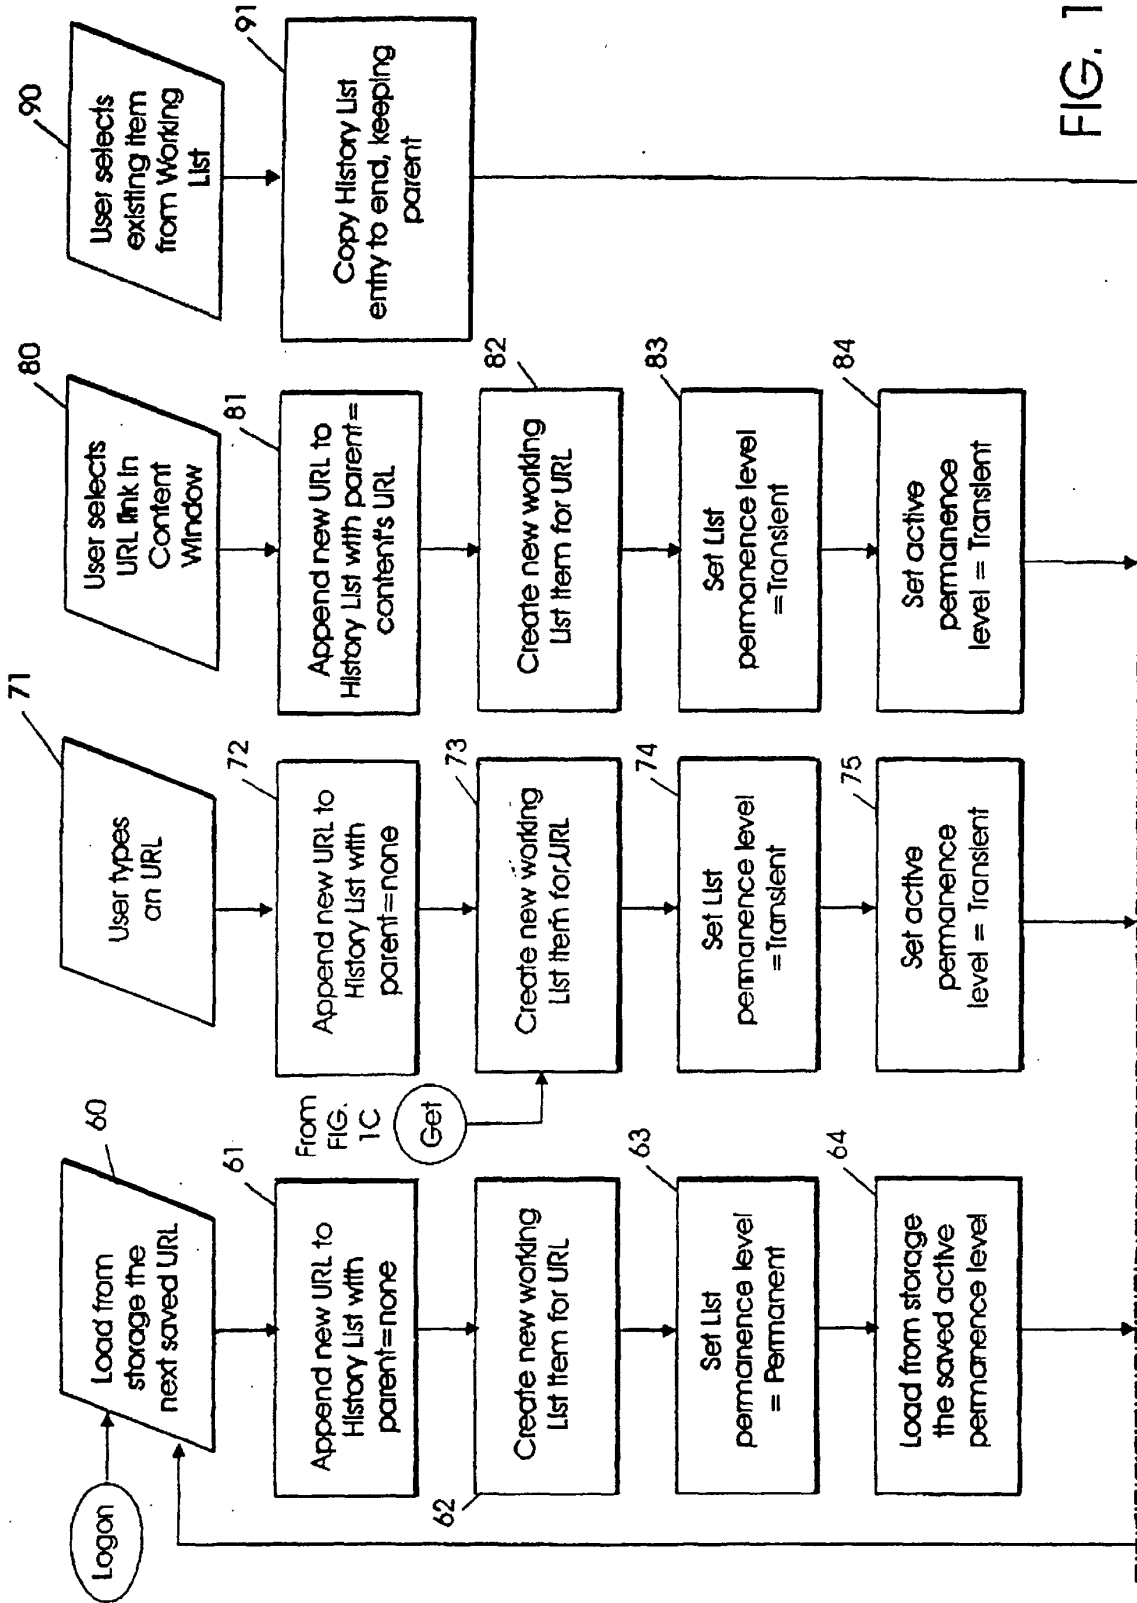 Logon
60
Load from
storage the
next saved URL
61
Append new URL to
History List with
parent=none
62
Create new working
List Item for URL
63
Set List
permanence level
= Permanent
64
Load from storage
the saved active
permanence level
71
User types
an URL
72
Append new URL to
History List with
parent=none
From
FIG.
1C
Get
73
Create new working
List Item for URL
74
Set List
permanence level
=Transient
75
Set active
permanence
level = Transient
80
User selects
URL link in
Content
Window
81
Append new URL to
History List with parent=
content's URL
82
Create new working
List Item for URL
83
Set List
permanence level
=Transient
84
Set active
permanence
level = Transient
90
User selects
existing item
from Working
List
91
Copy History List
entry to end, keeping
parent
FIG. 1